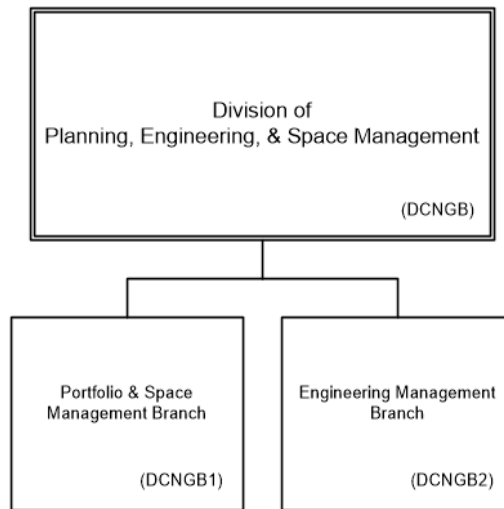 Division of
Planning, Engineering, & Space Management
(DCNGB)
Portfolio & Space
Management Branch
(DCNGB1)
Engineering Management
Branch
(DCNGB2)